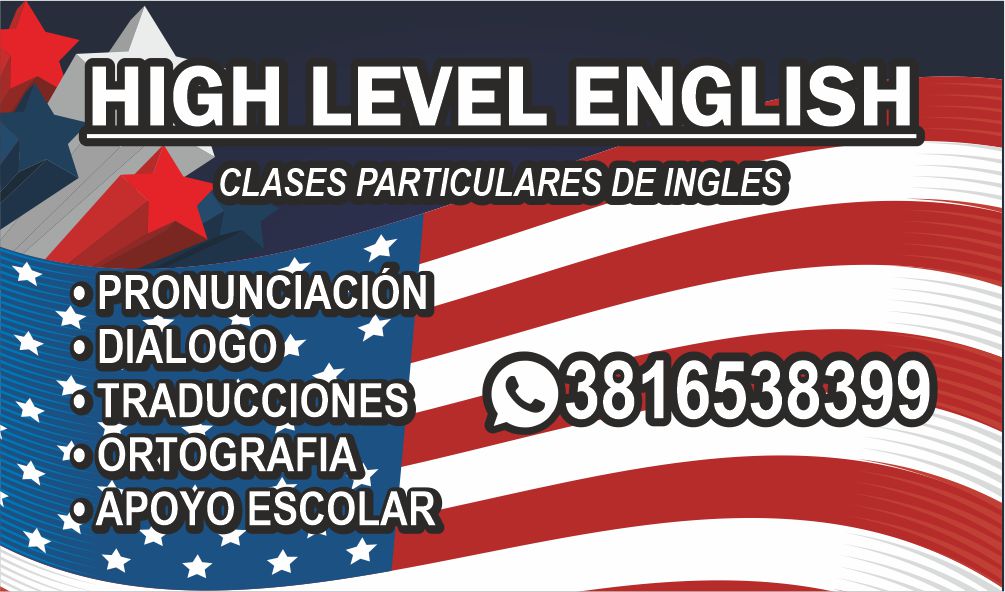 HIGH LEVEL ENGLISH
CLASES PARTICULARES DE INGLES
• PRONUNCIACIÓN
• DIALOGO
• TRADUCCIONES
• ORTOGRAFIA
• APOYO ESCOLAR
3816538399